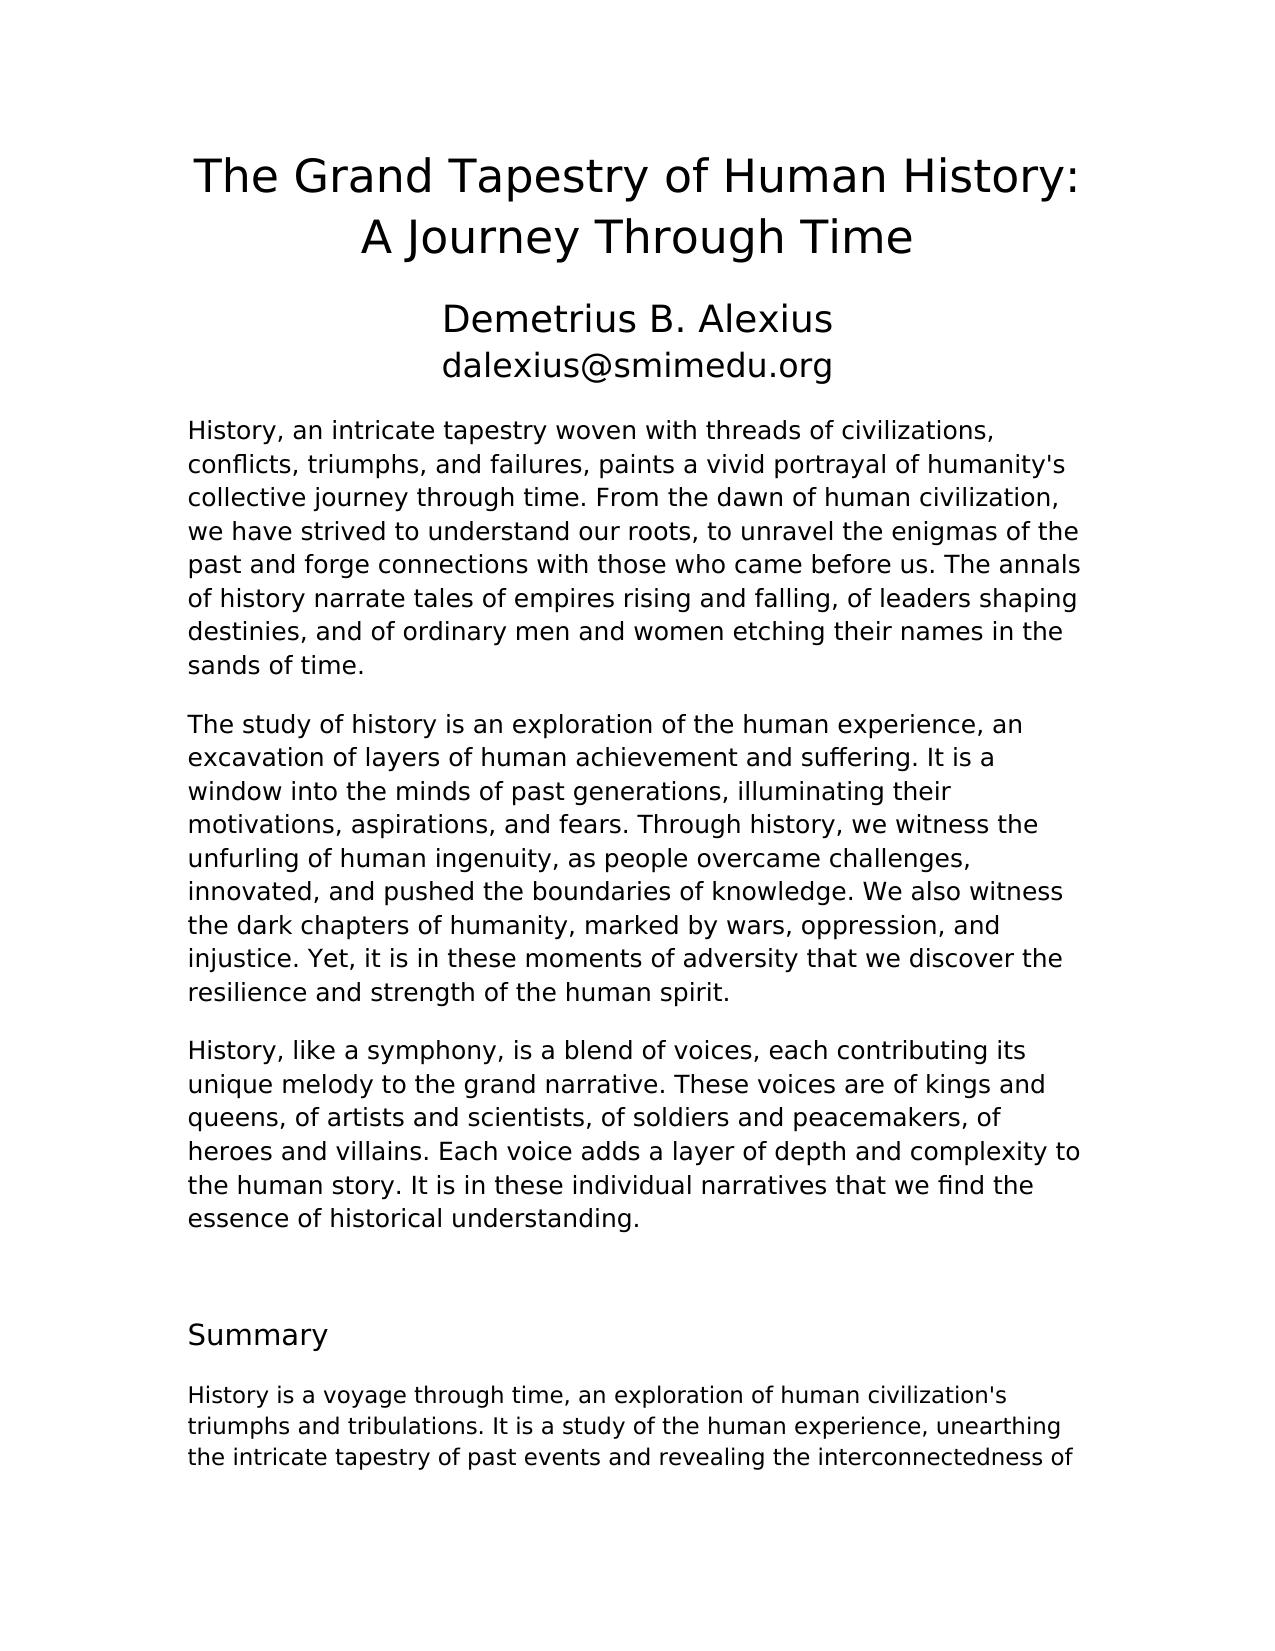 The Grand Tapestry of Human History:
A Journey Through Time
Demetrius B. Alexius
dalexius@smimedu.org
History, an intricate tapestry woven with threads of civilizations,
conflicts, triumphs, and failures, paints a vivid portrayal of humanity's
collective journey through time. From the dawn of human civilization,
we have strived to understand our roots, to unravel the enigmas of the
past and forge connections with those who came before us. The annals
of history narrate tales of empires rising and falling, of leaders shaping
destinies, and of ordinary men and women etching their names in the
sands of time.
The study of history is an exploration of the human experience, an
excavation of layers of human achievement and suffering. It is a
window into the minds of past generations, illuminating their
motivations, aspirations, and fears. Through history, we witness the
unfurling of human ingenuity, as people overcame challenges,
innovated, and pushed the boundaries of knowledge. We also witness
the dark chapters of humanity, marked by wars, oppression, and
injustice. Yet, it is in these moments of adversity that we discover the
resilience and strength of the human spirit.
History, like a symphony, is a blend of voices, each contributing its
unique melody to the grand narrative. These voices are of kings and
queens, of artists and scientists, of soldiers and peacemakers, of
heroes and villains. Each voice adds a layer of depth and complexity to
the human story. It is in these individual narratives that we find the
essence of historical understanding.
Summary
History is a voyage through time, an exploration of human civilization's
triumphs and tribulations. It is a study of the human experience, unearthing
the intricate tapestry of past events and revealing the interconnectedness of